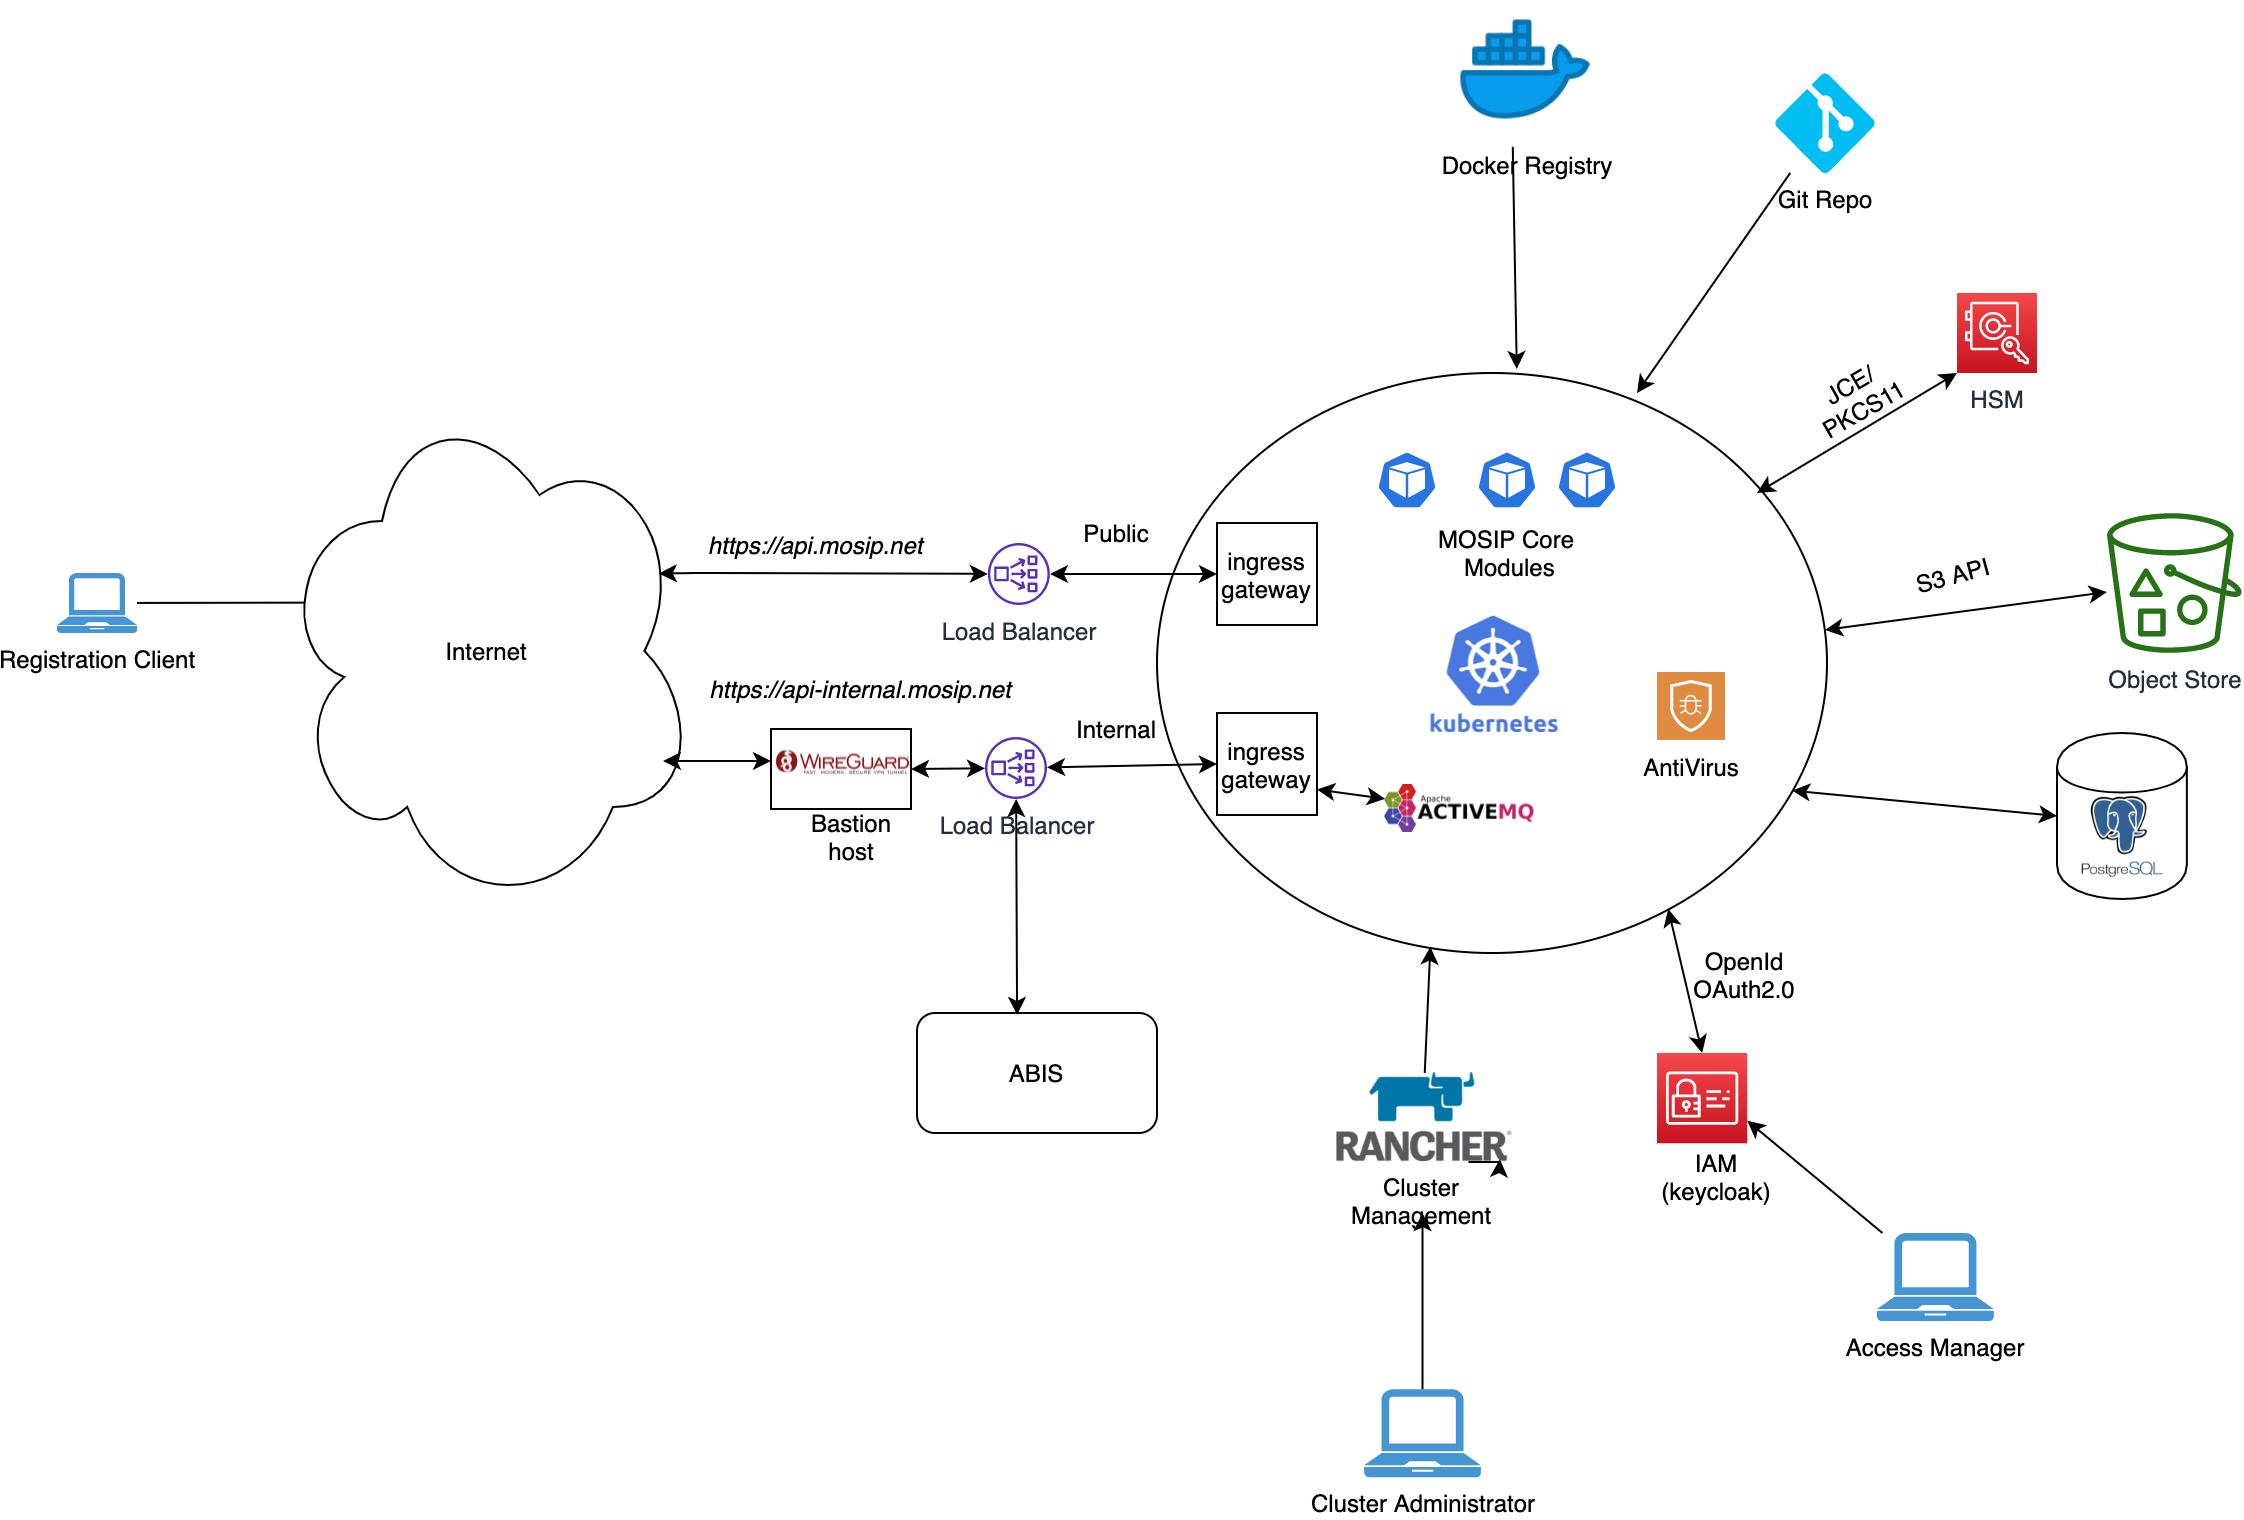 Docker Registry
Git Repo
JCE/
PKCS11
HSM
MOSIP Core
Modules
https://api.mosip.net
Public
ingress
gateway
S3 API
Load Balancer
Registration Client
Internet
kubernetes
Object Store
https://api-internal.mosip.net
Internal
ingress
gateway
WIREGUARD
FAST, MODERN, SECURE VPN TUNNEL
AntiVirus
Apache
ACTIVEMQ
Bastion
host
Load Balancer
PostgreSQL
OpenId
OAuth2.0
ABIS
RANCHER®
Cluster
Management
IAM
(keycloak)
Access Manager
Cluster Administrator